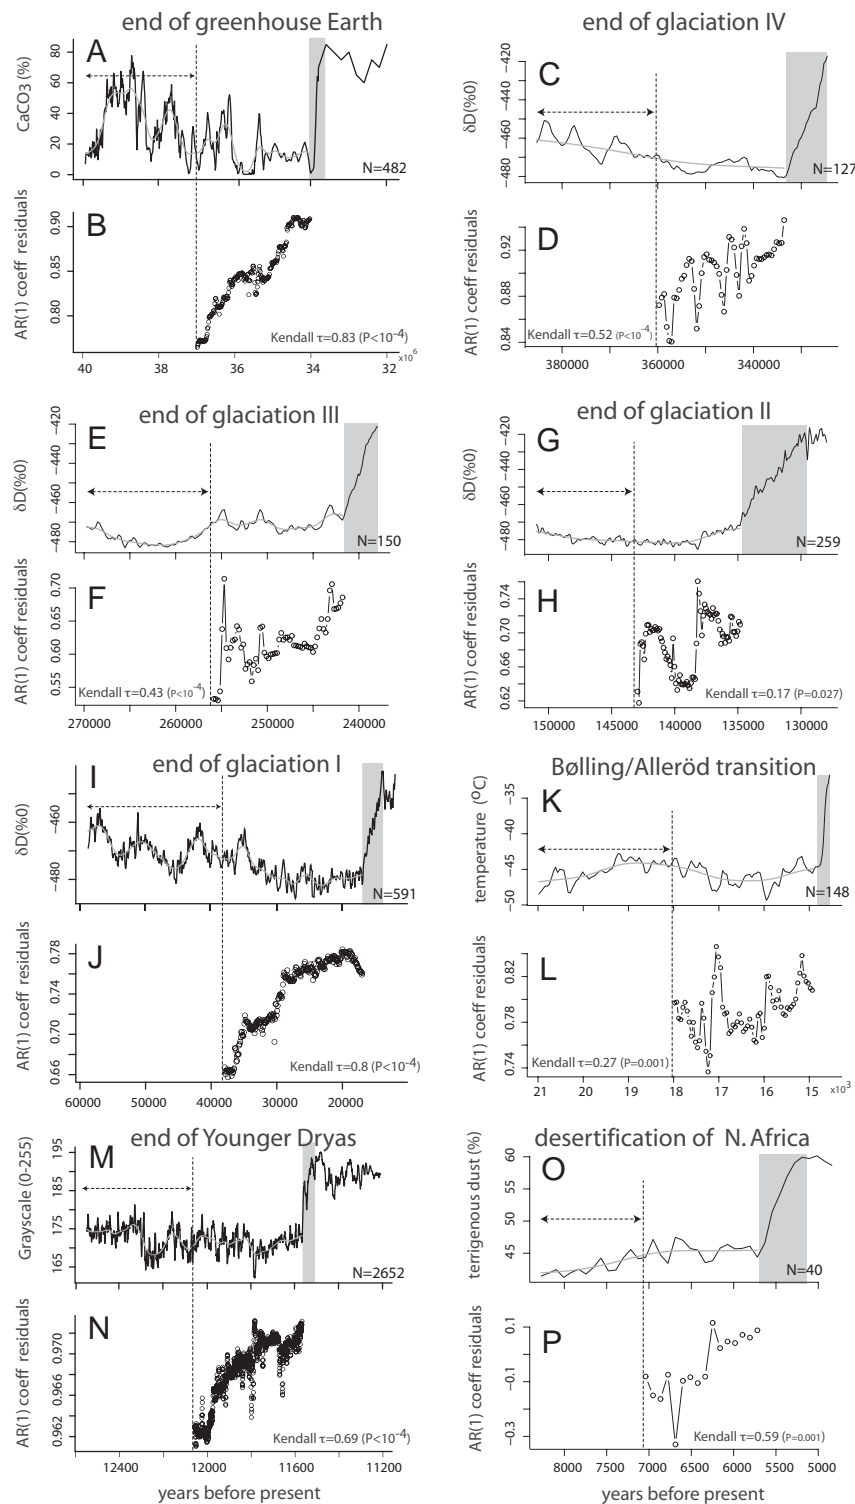 end of greenhouse Earth
A
CaCO3 (%)
80
60
40
20
0
N=482
B
AR(1) coeff residuals
0.90
0.85
0.80
Kendall τ=0.83 (P<10⁻⁴)
40 38 36 34 32
x10⁶
end of glaciation IV
C
δD(%0)
−420
−440
−460
−480
N=127
D
AR(1) coeff residuals
0.92
0.88
0.84
Kendall τ=0.52 (P<10⁻⁴)
380000 360000 340000
end of glaciation III
E
δD(%0)
−420
−440
−460
−480
N=150
F
AR(1) coeff residuals
0.70
0.65
0.60
0.55
Kendall τ=0.43 (P<10⁻⁴)
270000 260000 250000 240000
end of glaciation II
G
δD(%0)
−420
−440
−460
−480
N=259
H
AR(1) coeff residuals
0.74
0.70
0.66
0.62
Kendall τ=0.17 (P=0.027)
150000 145000 140000 135000 130000
end of glaciation I
I
δD(%0)
−460
−480
N=591
J
AR(1) coeff residuals
0.78
0.74
0.70
0.66
Kendall τ=0.8 (P<10⁻⁴)
60000 50000 40000 30000 20000
Bølling/Alleröd transition
K
temperature (ºC)
−35
−40
−45
−50
N=148
21 20 19
L
AR(1) coeff residuals
0.82
0.78
0.74
Kendall τ=0.27 (P=0.001)
21 20 19 18 17 16 15 x10³
end of Younger Dryas
M
Grayscale (0-255)
195
185
175
165
N=2652
N
AR(1) coeff residuals
0.970
0.966
0.962
Kendall τ=0.69 (P<10⁻⁴)
12400 12000 11600 11200
years before present
desertification of N. Africa
O
terrigenous dust (%)
60
55
50
45
N=40
P
AR(1) coeff residuals
0.1
−0.1
−0.3
Kendall τ=0.59 (P=0.001)
8000 7000 6500 6000 5500 5000
years before present